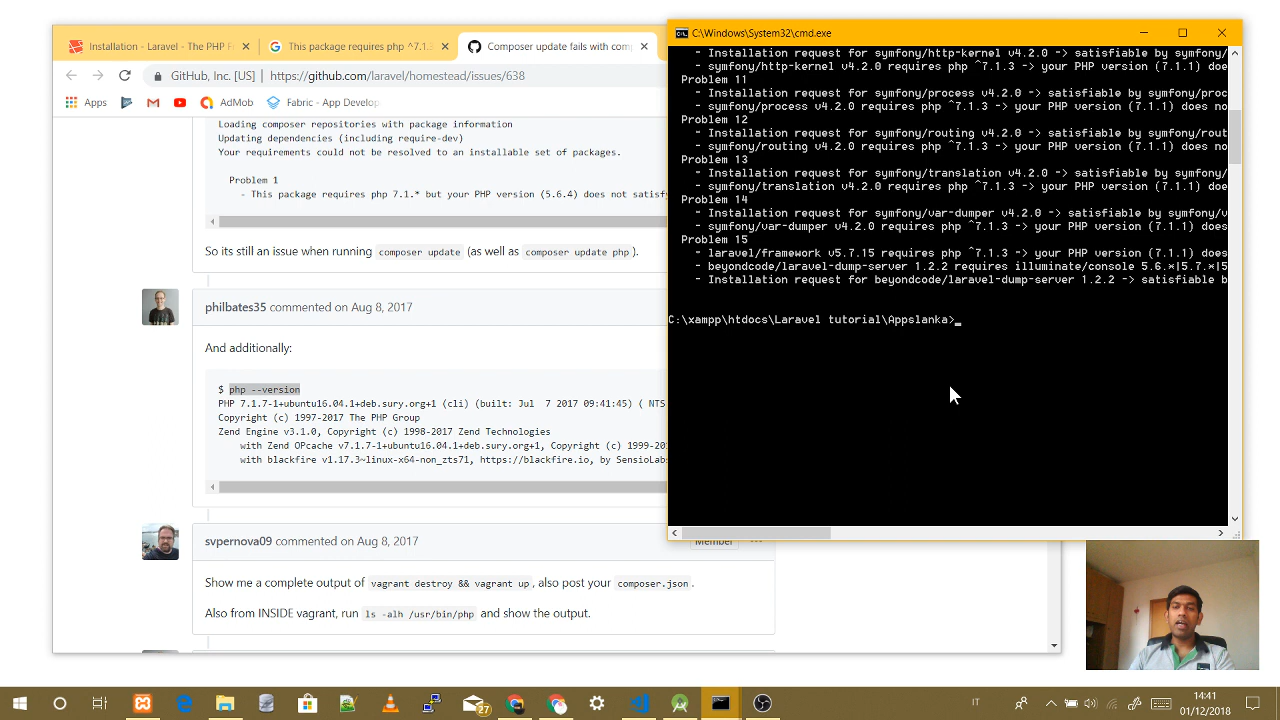 Installation - Laravel - The PHP F
This package requires php ^7.1.3
Composer update fails with com
GitHub, Inc. [US] | https://github.com/laravel/homestead/issues/638
Apps
AdMob
Fabric - App Develop
Loading composer repositories with package information
Updating dependencies (including require-dev)
Your requirements could not be resolved to an installable set of packages.
Problem 1
- This package requires php 7.1.* but your PHP version (5.6.4) does not satisfy
So its still an issue when running composer update (as well as composer update php).
philbates35 commented on Aug 8, 2017
And additionally:
$ php --version
PHP 7.1.7-1+ubuntu16.04.1+deb.sury.org+1 (cli) (built: Jul 7 2017 09:41:45) ( NTS
Copyright (c) 1997-2017 The PHP Group
Zend Engine v3.1.0, Copyright (c) 1998-2017 Zend Technologies
with Zend OPcache v7.1.7-1+ubuntu16.04.1+deb.sury.org+1, Copyright (c) 1999-20
with blackfire v1.17.3~linux-x64-non_zts71, https://blackfire.io, by SensioLabs
svpernova09 commented on Aug 8, 2017
Member
Show me a complete output of vagrant destroy && vagrant up, also post your composer.json.
Also from INSIDE vagrant, run ls -alh /usr/bin/php and show the output.
C:\Windows\System32\cmd.exe
- Installation request for symfony/http-kernel v4.2.0 -> satisfiable by symfony/
- symfony/http-kernel v4.2.0 requires php ^7.1.3 -> your PHP version (7.1.1) does
Problem 11
- Installation request for symfony/process v4.2.0 -> satisfiable by symfony/proc
- symfony/process v4.2.0 requires php ^7.1.3 -> your PHP version (7.1.1) does no
Problem 12
- Installation request for symfony/routing v4.2.0 -> satisfiable by symfony/rout
- symfony/routing v4.2.0 requires php ^7.1.3 -> your PHP version (7.1.1) does no
Problem 13
- Installation request for symfony/translation v4.2.0 -> satisfiable by symfony/
- symfony/translation v4.2.0 requires php ^7.1.3 -> your PHP version (7.1.1) doe
Problem 14
- Installation request for symfony/var-dumper v4.2.0 -> satisfiable by symfony/v
- symfony/var-dumper v4.2.0 requires php ^7.1.3 -> your PHP version (7.1.1) does
Problem 15
- laravel/framework v5.7.15 requires php ^7.1.3 -> your PHP version (7.1.1) does
- beyondcode/laravel-dump-server 1.2.2 requires illuminate/console 5.6.*|5.7.*|5
- Installation request for beyondcode/laravel-dump-server 1.2.2 -> satisfiable b
C:\xampp\htdocs\Laravel tutorial\Appslanka>_
27
IT
14:41
01/12/2018